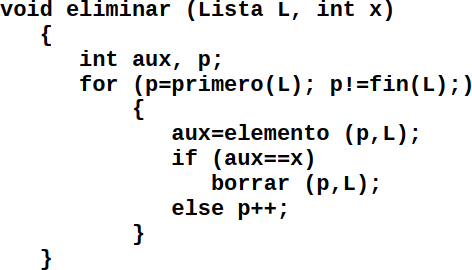 void eliminar (Lista L, int x)
{
int aux, p;
for (p=primero(L); p!=fin(L);)
{
aux=elemento (p,L);
if (aux==x)
borrar (p,L);
else p++;
}
}